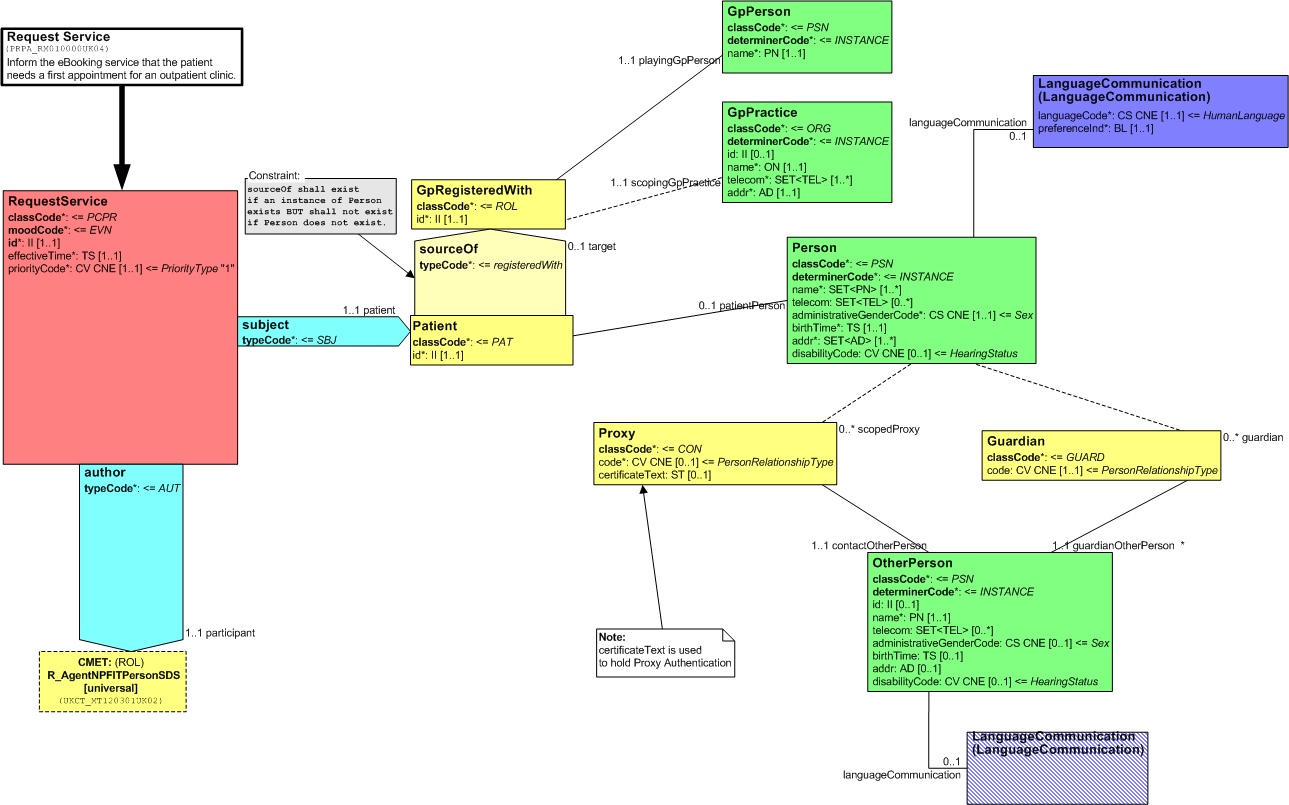 Request Service
(PRPA_RM010000UK04)
Inform the eBooking service that the patient
needs a first appointment for an outpatient clinic.
RequestService
classCode*: <= PCPR
moodCode*: <= EVN
id*: II [1..1]
effectiveTime*: TS [1..1]
priorityCode*: CV CNE [1..1] <= PriorityType "1"
Constraint:
sourceOf shall exist
if an instance of Person
exists BUT shall not exist
if Person does not exist.
GpRegisteredWith
classCode*: <= ROL
id*: II [1..1]
sourceOf
typeCode*: <= registeredWith
0..1 target
1..1 patient
subject
typeCode*: <= SBJ
Patient
classCode*: <= PAT
id*: II [1..1]
1..1 playingGpPerson
GpPerson
classCode*: <= PSN
determinerCode*: <= INSTANCE
name*: PN [1..1]
1..1 scopingGpPractice
GpPractice
classCode*: <= ORG
determinerCode*: <= INSTANCE
id: II [0..1]
name*: ON [1..1]
telecom*: SET<TEL> [1..*]
addr*: AD [1..1]
LanguageCommunication
(LanguageCommunication)
languageCode*: CS CNE [1..1] <= HumanLanguage
preferenceInd*: BL [1..1]
languageCommunication
0..1
0..1 patientPerson
Person
classCode*: <= PSN
determinerCode*: <= INSTANCE
name*: SET<PN> [1..*]
telecom: SET<TEL> [0..*]
administrativeGenderCode*: CS CNE [1..1] <= Sex
birthTime*: TS [1..1]
addr*: SET<AD> [1..*]
disabilityCode: CV CNE [0..1] <= HearingStatus
0..* scopedProxy
Proxy
classCode*: <= CON
code*: CV CNE [0..1] <= PersonRelationshipType
certificateText: ST [0..1]
0..* guardian
Guardian
classCode*: <= GUARD
code: CV CNE [1..1] <= PersonRelationshipType
1..1 contactOtherPerson
1..1 guardianOtherPerson *
OtherPerson
classCode*: <= PSN
determinerCode*: <= INSTANCE
id: II [0..1]
name*: PN [1..1]
telecom: SET<TEL> [0..*]
administrativeGenderCode: CS CNE [0..1] <= Sex
birthTime: TS [0..1]
addr: AD [0..1]
disabilityCode: CV CNE [0..1] <= HearingStatus
author
typeCode*: <= AUT
1..1 participant
CMET: (ROL)
R_AgentNPFITPersonSDS
[universal]
(UKCT_MT120301UK02)
Note:
certificateText is used
to hold Proxy Authentication
LanguageCommunication
(LanguageCommunication)
0..1
languageCommunication